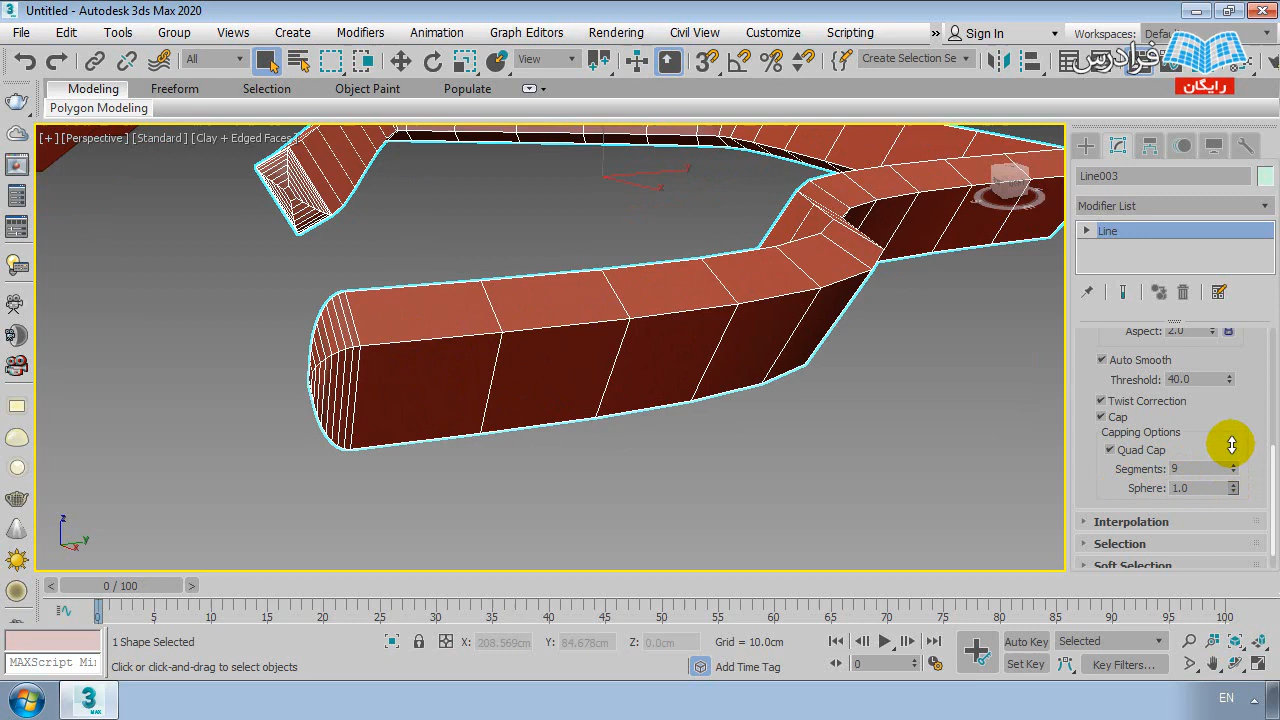 Untitled - Autodesk 3ds Max 2020
File Edit Tools Group Views Create Modifiers Animation Graph Editors Rendering Civil View Customize Scripting » Sign In Workspaces:
فرادرس
رایگان
All View Create Selection Se
Modeling Freeform Selection Object Paint Populate
Polygon Modeling
[+] [Perspective] [Standard] [Clay + Edged Faces]
Line003
Modifier List
Line
Aspect: 2.0
Auto Smooth
Threshold: 40.0
Twist Correction
Cap
Capping Options
Quad Cap
Segments: 9
Sphere: 1.0
Interpolation
Selection
Soft Selection
z y x
< 0 / 100 >
0 5 10 15 20 25 30 35 40 45 50 55 60 65 70 75 80 85 90 95 100
1 Shape Selected X: 208.569cm Y: 84.678cm Z: 0.0cm Grid = 10.0cm Auto Key Selected
MAXScript Mi Click or click-and-drag to select objects Add Time Tag 0 Set Key Key Filters...
3 MAX EN